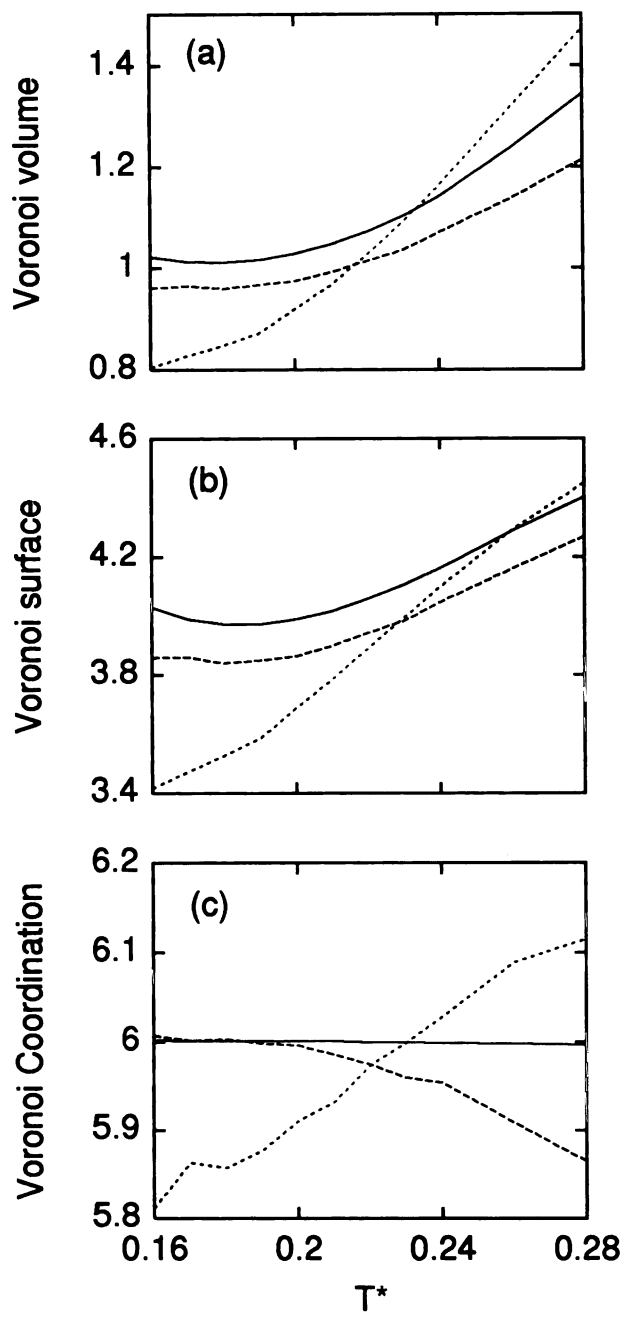 (a)
Voronoi volume
1.4
1.2
1
0.8
(b)
Voronoi surface
4.6
4.2
3.8
3.4
(c)
Voronoi Coordination
6.2
6.1
6
5.9
5.8
0.16 0.2 0.24 0.28
T*